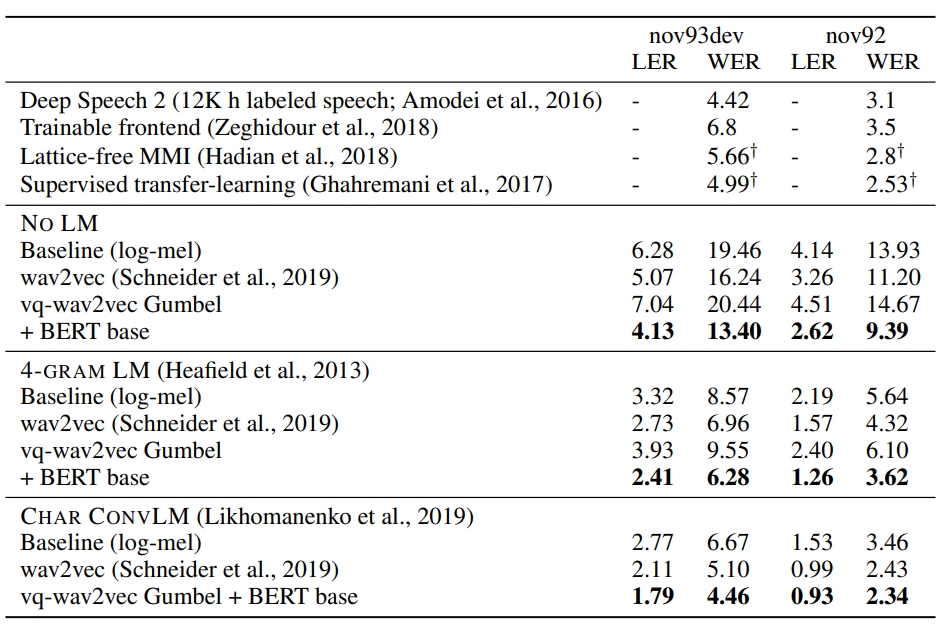 nov93dev nov92
LER WER LER WER
Deep Speech 2 (12K h labeled speech; Amodei et al., 2016) - 4.42 - 3.1
Trainable frontend (Zeghidour et al., 2018) - 6.8 - 3.5
Lattice-free MMI (Hadian et al., 2018) - 5.66† - 2.8†
Supervised transfer-learning (Ghahremani et al., 2017) - 4.99† - 2.53†
NO LM
Baseline (log-mel) 6.28 19.46 4.14 13.93
wav2vec (Schneider et al., 2019) 5.07 16.24 3.26 11.20
vq-wav2vec Gumbel 7.04 20.44 4.51 14.67
+ BERT base 4.13 13.40 2.62 9.39
4-GRAM LM (Heafield et al., 2013)
Baseline (log-mel) 3.32 8.57 2.19 5.64
wav2vec (Schneider et al., 2019) 2.73 6.96 1.57 4.32
vq-wav2vec Gumbel 3.93 9.55 2.40 6.10
+ BERT base 2.41 6.28 1.26 3.62
CHAR CONVLM (Likhomanenko et al., 2019)
Baseline (log-mel) 2.77 6.67 1.53 3.46
wav2vec (Schneider et al., 2019) 2.11 5.10 0.99 2.43
vq-wav2vec Gumbel + BERT base 1.79 4.46 0.93 2.34